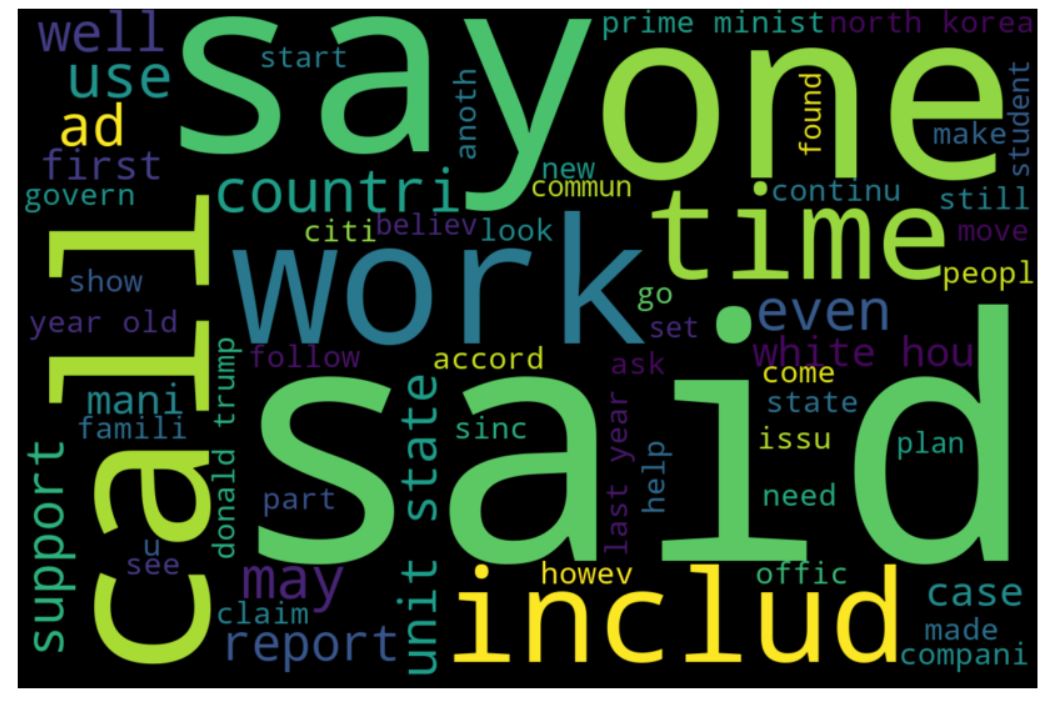 well
say
prime minist
north korea
start
one
use
anoth
found
make
student
ad
first
new
govern
countri
commun
continu
still
time
citi
believ
look
move
call
work
peopl
show
go
even
year old
set
said
follow
accord
ask
white hou
donald trump
come
mani
unit state
state
famili
sinc
last year
issu
plan
support
help
part
need
u
see
may
howev
offic
includ
case
claim
report
made
compani